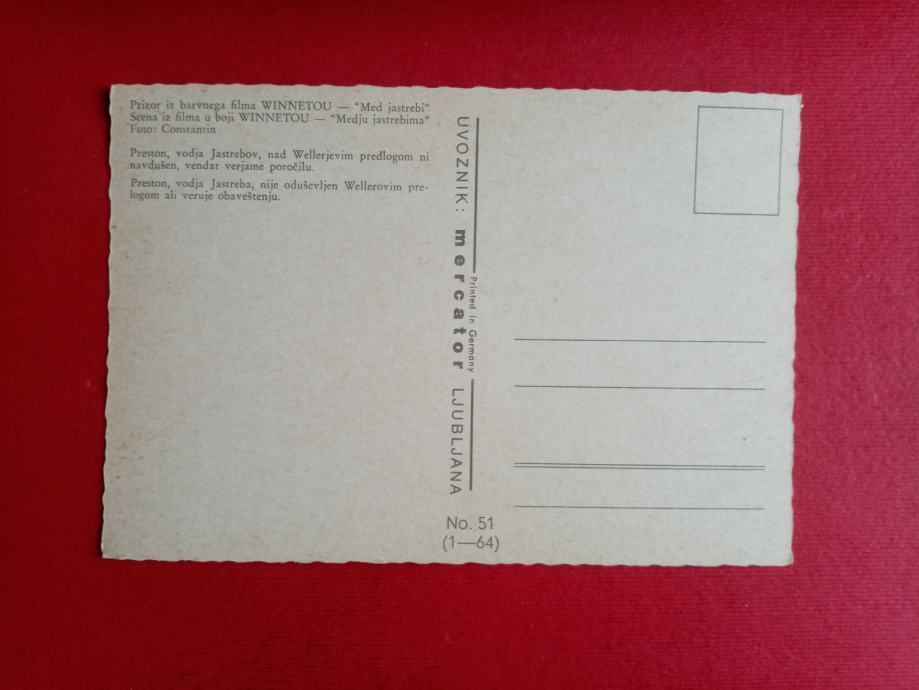 Prizor iz barvnega filma WINNETOU — "Med jastrebi"
Scena iz filma u boji WINNETOU — "Medju jastrebima"
Foto: Constantin
Preston, vodja Jastrebov, nad Wellerjevim predlogom ni
navdušen, vendar verjame poročilu.
Preston, vodja Jastreba, nije oduševljen Wellerovim pre-
logom ali veruje obaveštenju.
UVOZNIK: mercator LJUBLJANA
Printed in Germany
No. 51
(1—64)